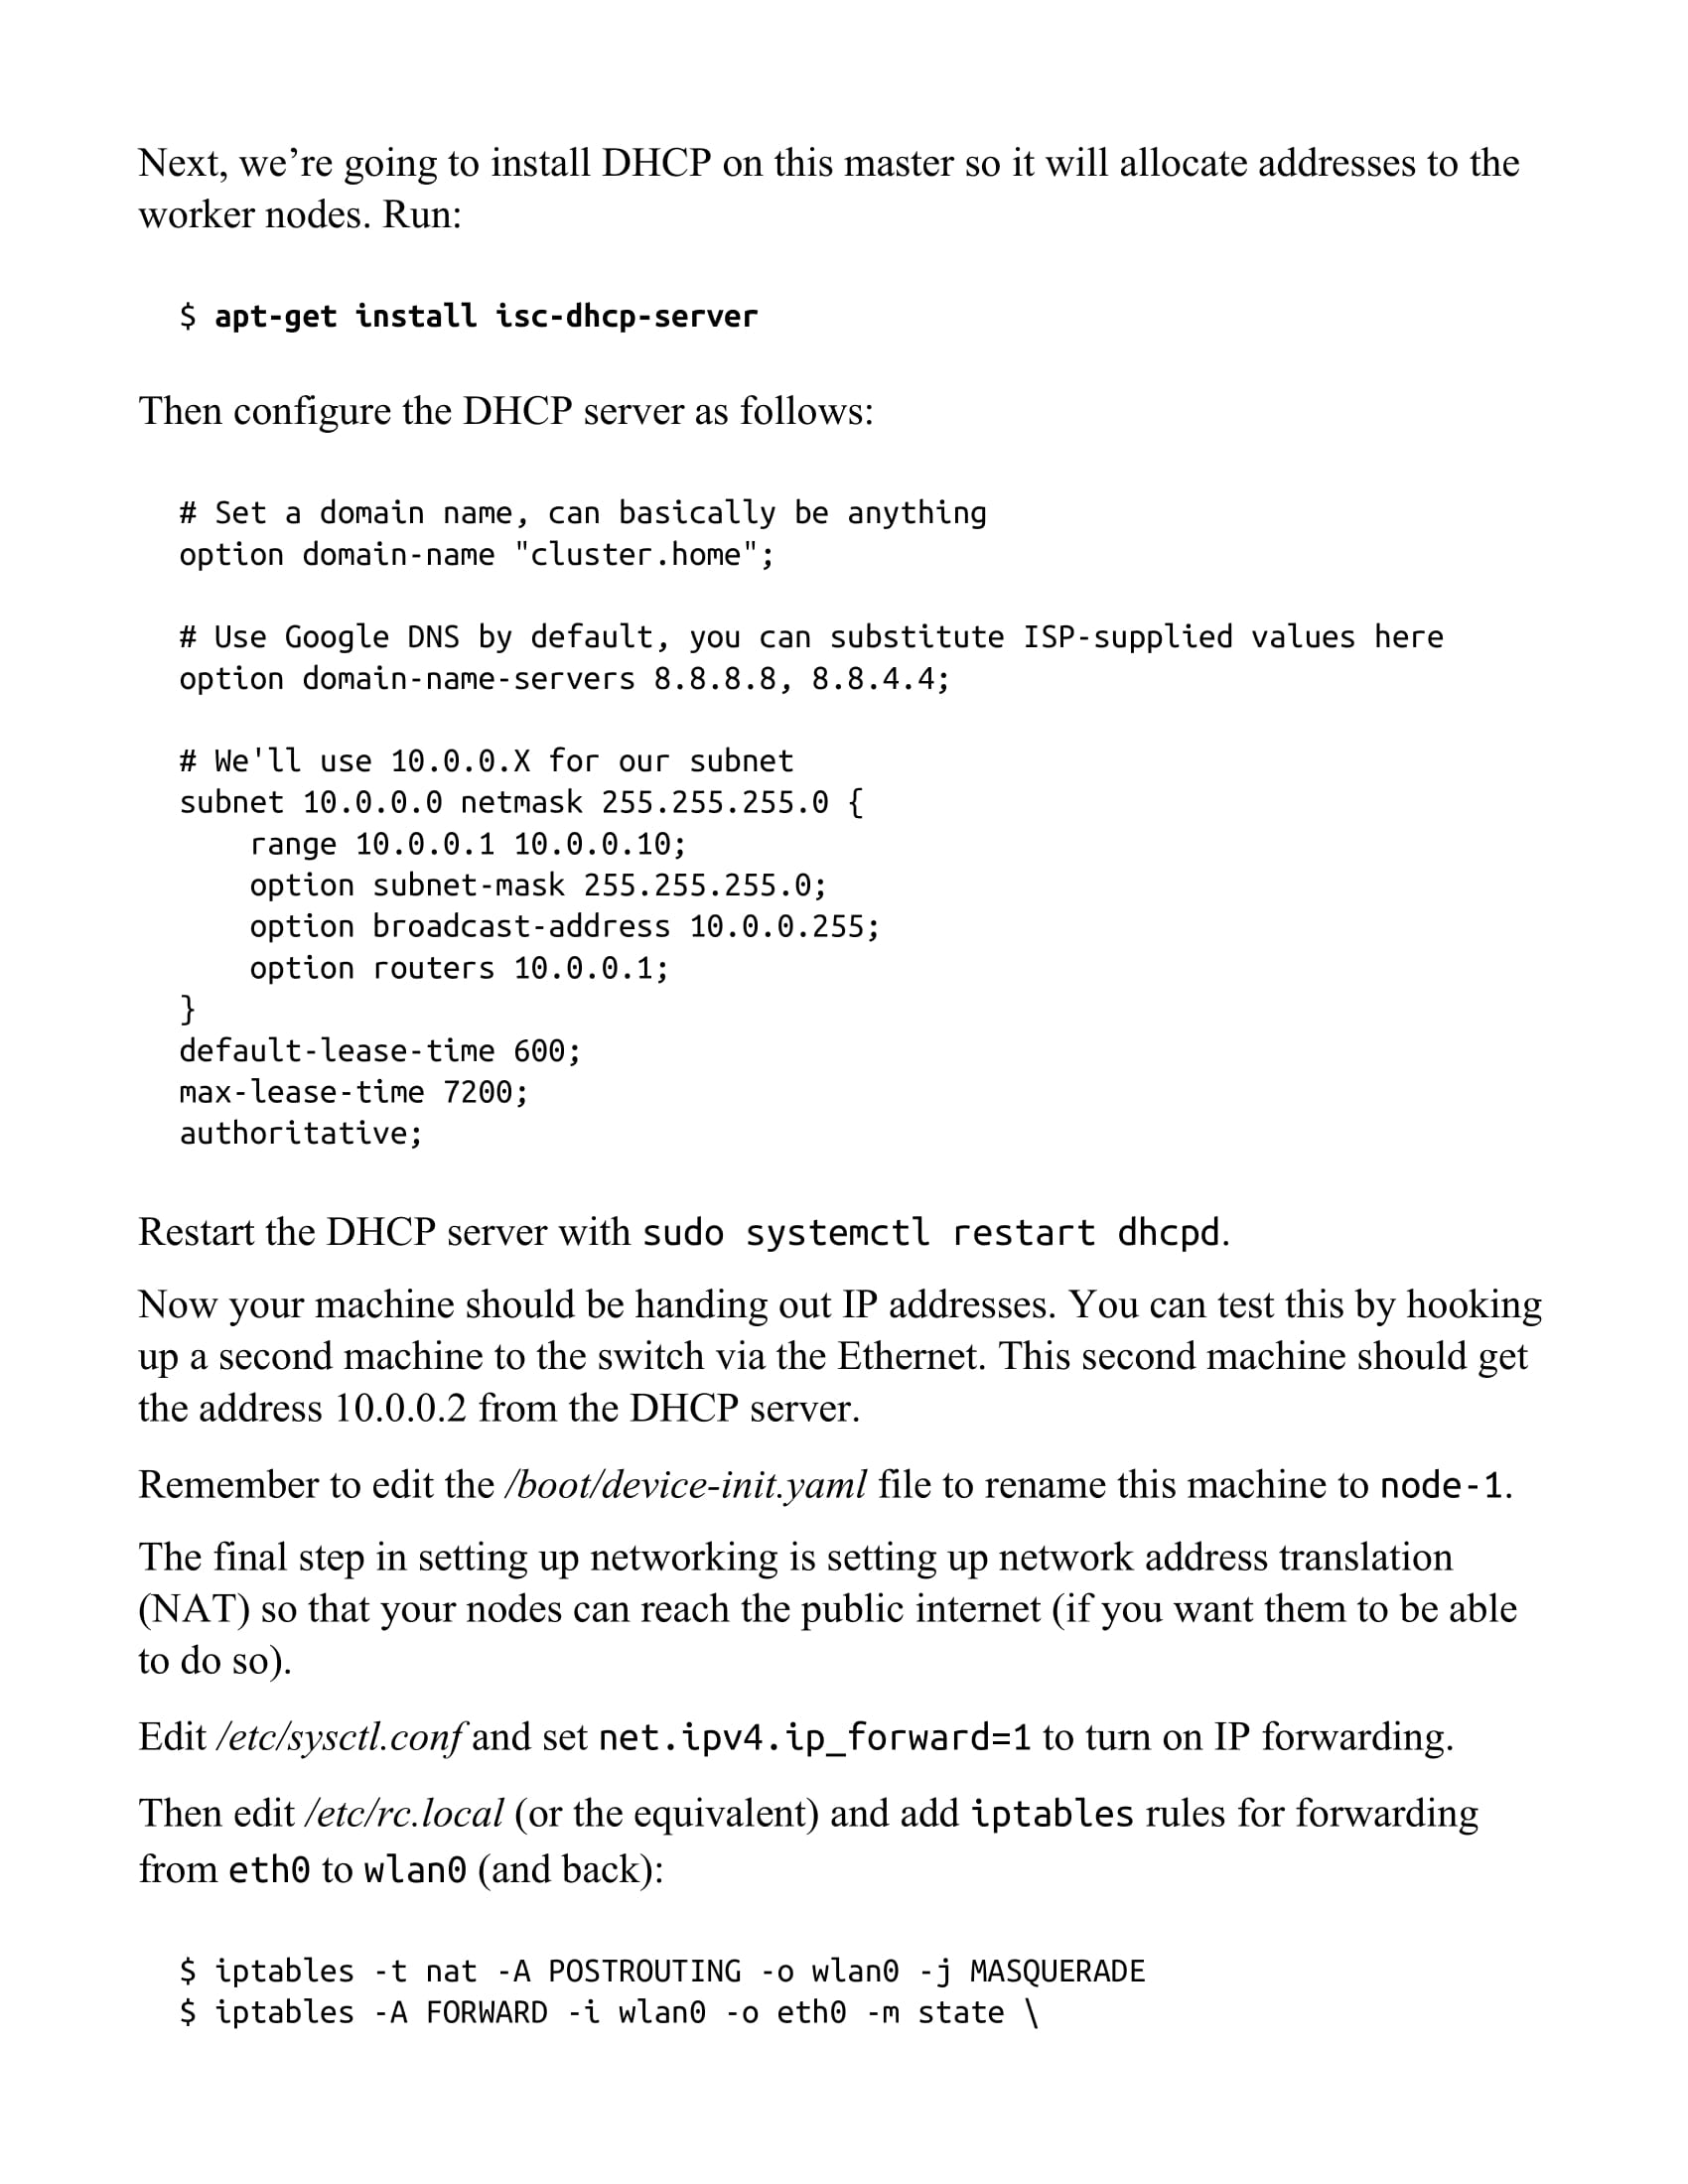 Next, we’re going to install DHCP on this master so it will allocate addresses to the
worker nodes. Run:
$ apt-get install isc-dhcp-server
Then configure the DHCP server as follows:
# Set a domain name, can basically be anything
option domain-name "cluster.home";
# Use Google DNS by default, you can substitute ISP-supplied values here
option domain-name-servers 8.8.8.8, 8.8.4.4;
# We'll use 10.0.0.X for our subnet
subnet 10.0.0.0 netmask 255.255.255.0 {
    range 10.0.0.1 10.0.0.10;
    option subnet-mask 255.255.255.0;
    option broadcast-address 10.0.0.255;
    option routers 10.0.0.1;
}
default-lease-time 600;
max-lease-time 7200;
authoritative;
Restart the DHCP server with sudo systemctl restart dhcpd.
Now your machine should be handing out IP addresses. You can test this by hooking
up a second machine to the switch via the Ethernet. This second machine should get
the address 10.0.0.2 from the DHCP server.
Remember to edit the /boot/device-init.yaml file to rename this machine to node-1.
The final step in setting up networking is setting up network address translation
(NAT) so that your nodes can reach the public internet (if you want them to be able
to do so).
Edit /etc/sysctl.conf and set net.ipv4.ip_forward=1 to turn on IP forwarding.
Then edit /etc/rc.local (or the equivalent) and add iptables rules for forwarding
from eth0 to wlan0 (and back):
$ iptables -t nat -A POSTROUTING -o wlan0 -j MASQUERADE
$ iptables -A FORWARD -i wlan0 -o eth0 -m state \